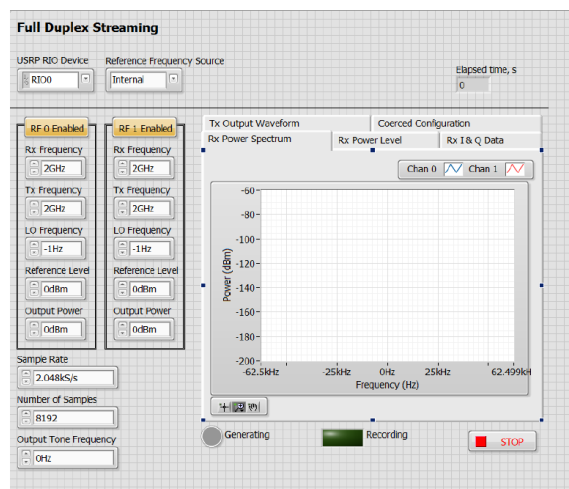 Full Duplex Streaming
USRP RIO Device
Reference Frequency Source
RIO0
Internal
Elapsed time, s
0
RF 0 Enabled
RF 1 Enabled
Rx Frequency
Rx Frequency
2GHz
2GHz
Tx Frequency
Tx Frequency
2GHz
2GHz
LO Frequency
LO Frequency
-1Hz
-1Hz
Reference Level
Reference Level
0dBm
0dBm
Output Power
Output Power
0dBm
0dBm
Sample Rate
2.048kS/s
Number of Samples
8192
Output Tone Frequency
0Hz
Tx Output Waveform
Coerced Configuration
Rx Power Spectrum
Rx Power Level
Rx I & Q Data
Chan 0
Chan 1
Power (dBm)
-60
-80
-100
-120
-140
-160
-180
-200
-62.5kHz
-25kHz
0Hz
25kHz
62.499kH
Frequency (Hz)
Generating
Recording
STOP